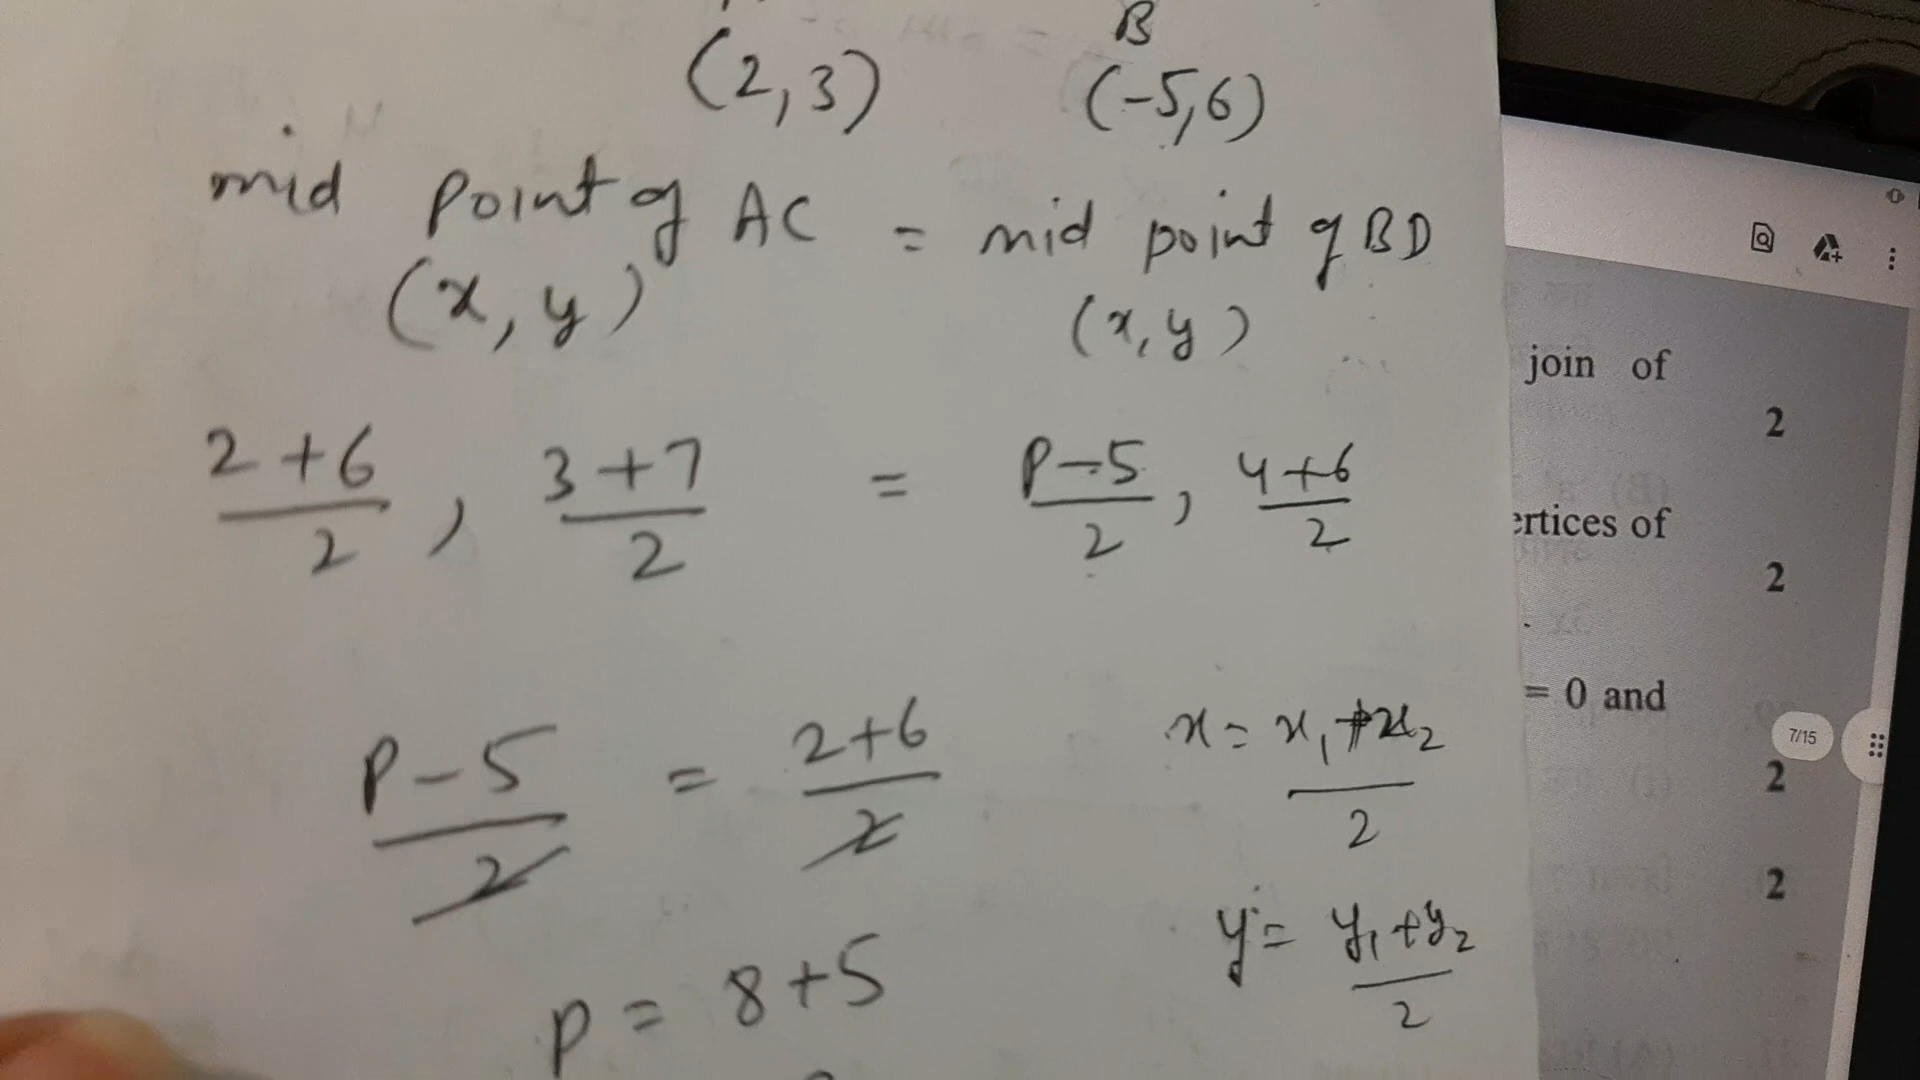 B
(2,3) (-5,6)
mid point of AC = mid point of BD
(x, y) (x, y)
2+6/2 , 3+7/2 = P-5/2 , 4+6/2
P-5/2 = 2+6/2
x = x₁+x₂/2
y = y₁+y₂/2
P = 8+5
join of
2
of
2
= 0 and
7/15
2
2